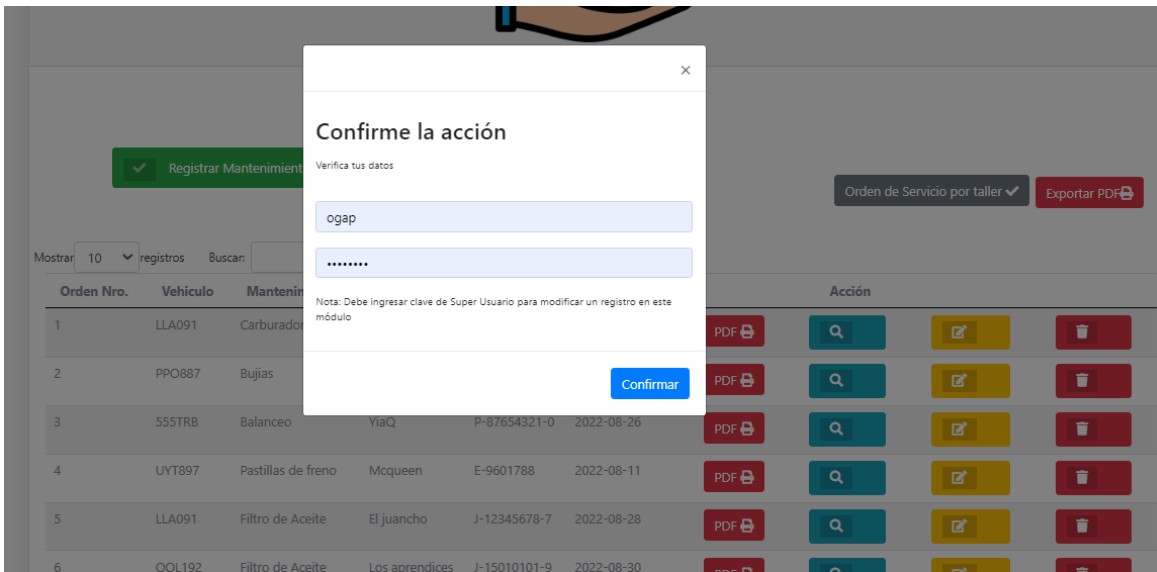 ×
Confirme la acción
Verifica tus datos
Registrar Mantenimient
Orden de Servicio por taller
Exportar PDF
ogap
••••••••
Mostrar 10 registros Buscar:
Nota: Debe ingresar clave de Super Usuario para modificar un registro en este
módulo
Confirmar
Orden Nro. Vehiculo Mantenim Acción
1 LLA091 Carburador PDF
2 PPO887 Bujias PDF
3 555TRB Balanceo YiaQ P-87654321-0 2022-08-26 PDF
4 UYT897 Pastillas de freno Mcqueen E-9601788 2022-08-11 PDF
5 LLA091 Filtro de Aceite El juancho J-12345678-7 2022-08-28 PDF
6 OOL192 Filtro de Aceite Los aprendices J-15010101-9 2022-08-30 PDF